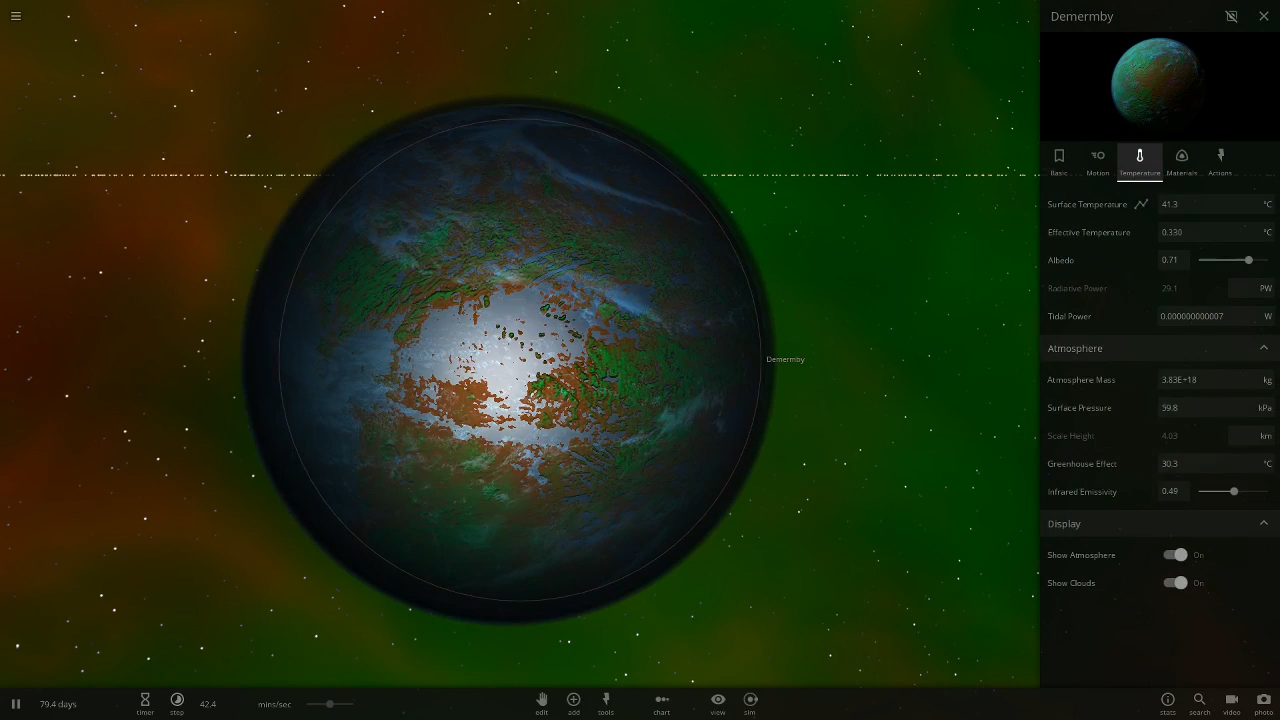 Demermby
Basic Motion Temperature Materials Actions
Surface Temperature 41.3 °C
Effective Temperature 0.330 °C
Albedo 0.71
Radiative Power 29.1 PW
Tidal Power 0.000000000007 W
Atmosphere
Atmosphere Mass 3.83E+18 kg
Surface Pressure 59.8 kPa
Scale Height 4.03 km
Greenhouse Effect 30.3 °C
Infrared Emissivity 0.49
Display
Show Atmosphere On
Show Clouds On
Demermby
79.4 days timer step 42.4 mins/sec edit add tools chart view sim stats search video photo